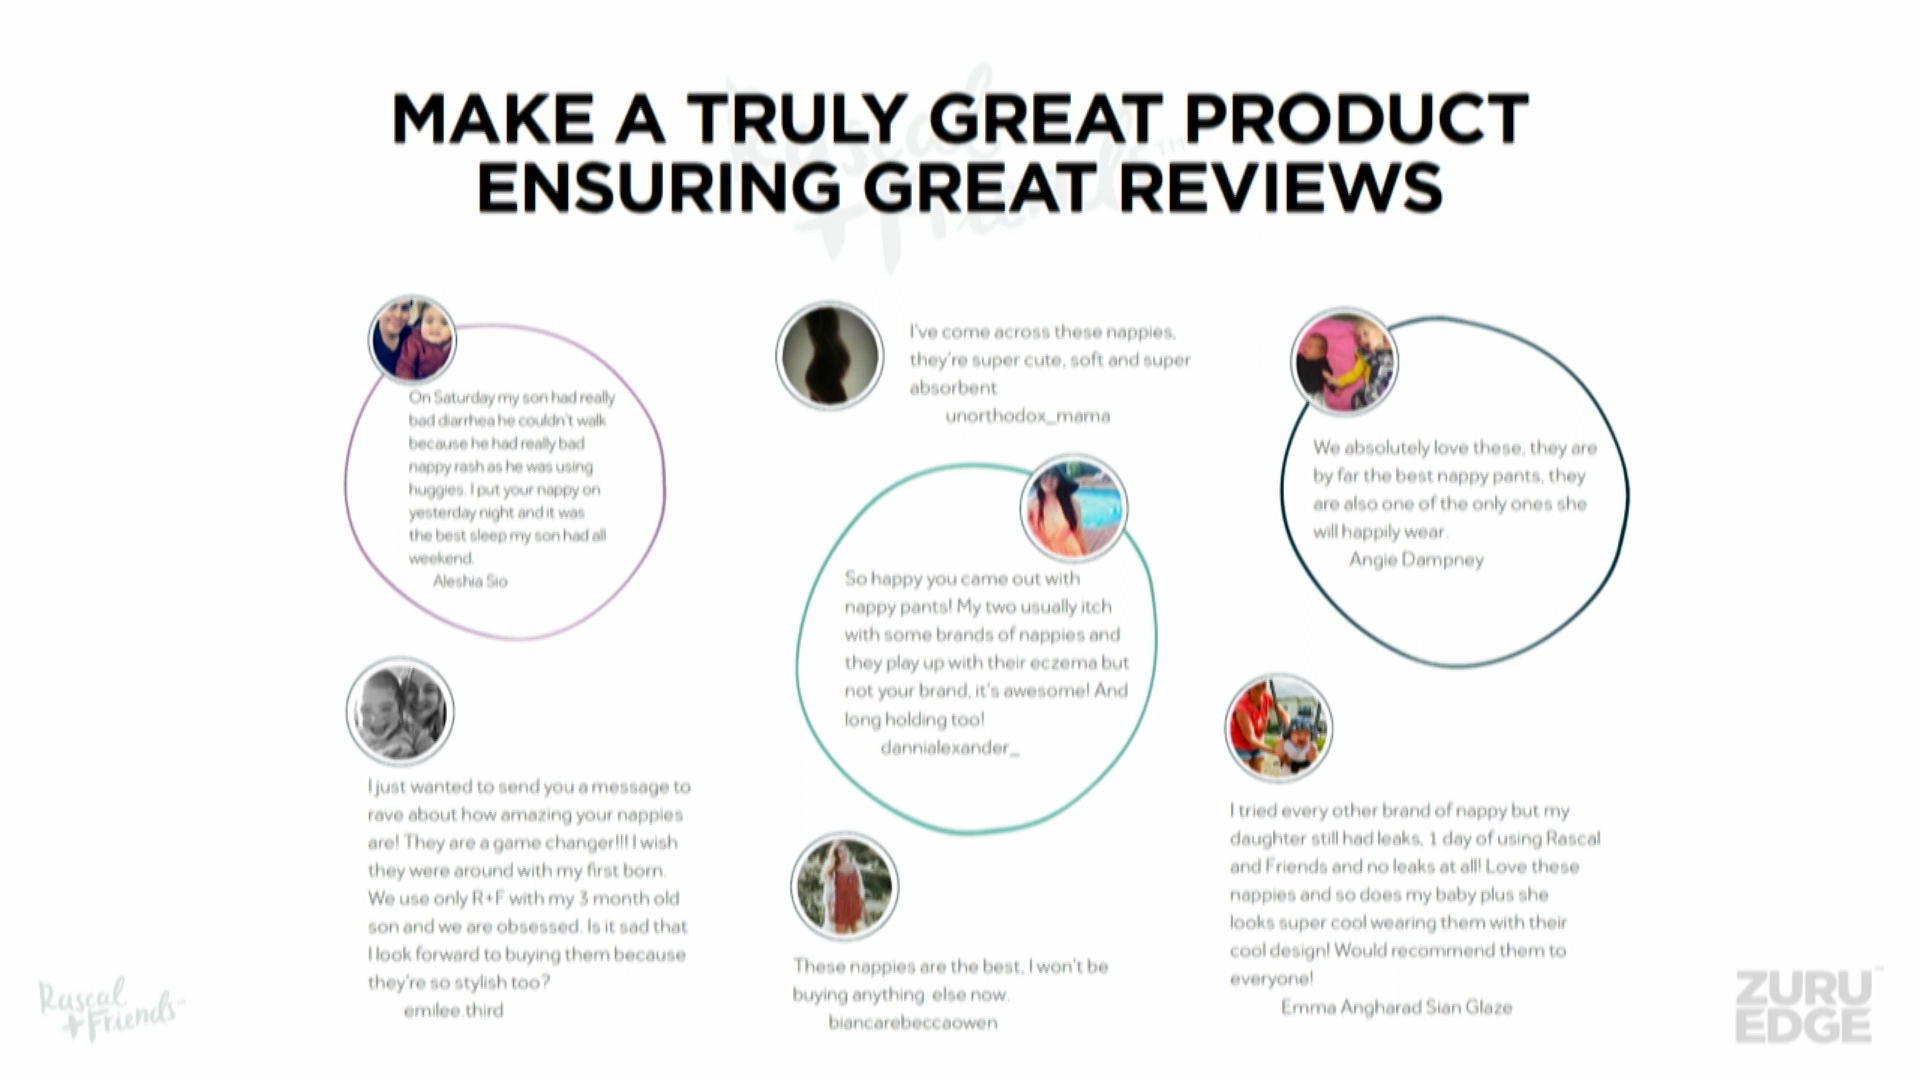 MAKE A TRULY GREAT PRODUCT
ENSURING GREAT REVIEWS
On Saturday my son had really
bad diarrhea he couldn't walk
because he had really bad
nappy rash as he was using
huggies. I put your nappy on
yesterday night and it was
the best sleep my son had all
weekend.
Aleshia Sio
I've come across these nappies,
they're super cute, soft and super
absorbent
unorthodox_mama
We absolutely love these, they are
by far the best nappy pants, they
are also one of the only ones she
will happily wear.
Angie Dampney
So happy you came out with
nappy pants! My two usually itch
with some brands of nappies and
they play up with their eczema but
not your brand, it's awesome! And
long holding too!
dannialexander_
I just wanted to send you a message to
rave about how amazing your nappies
are! They are a game changer!!! I wish
they were around with my first born.
We use only R+F with my 3 month old
son and we are obsessed. Is it sad that
I look forward to buying them because
they're so stylish too?
emilee.third
These nappies are the best, I won't be
buying anything else now.
biancarebeccaowen
I tried every other brand of nappy but my
daughter still had leaks, 1 day of using Rascal
and Friends and no leaks at all! Love these
nappies and so does my baby plus she
looks super cool wearing them with their
cool design! Would recommend them to
everyone!
Emma Angharad Sian Glaze
Rascal
+Friends™
ZURU™
EDGE